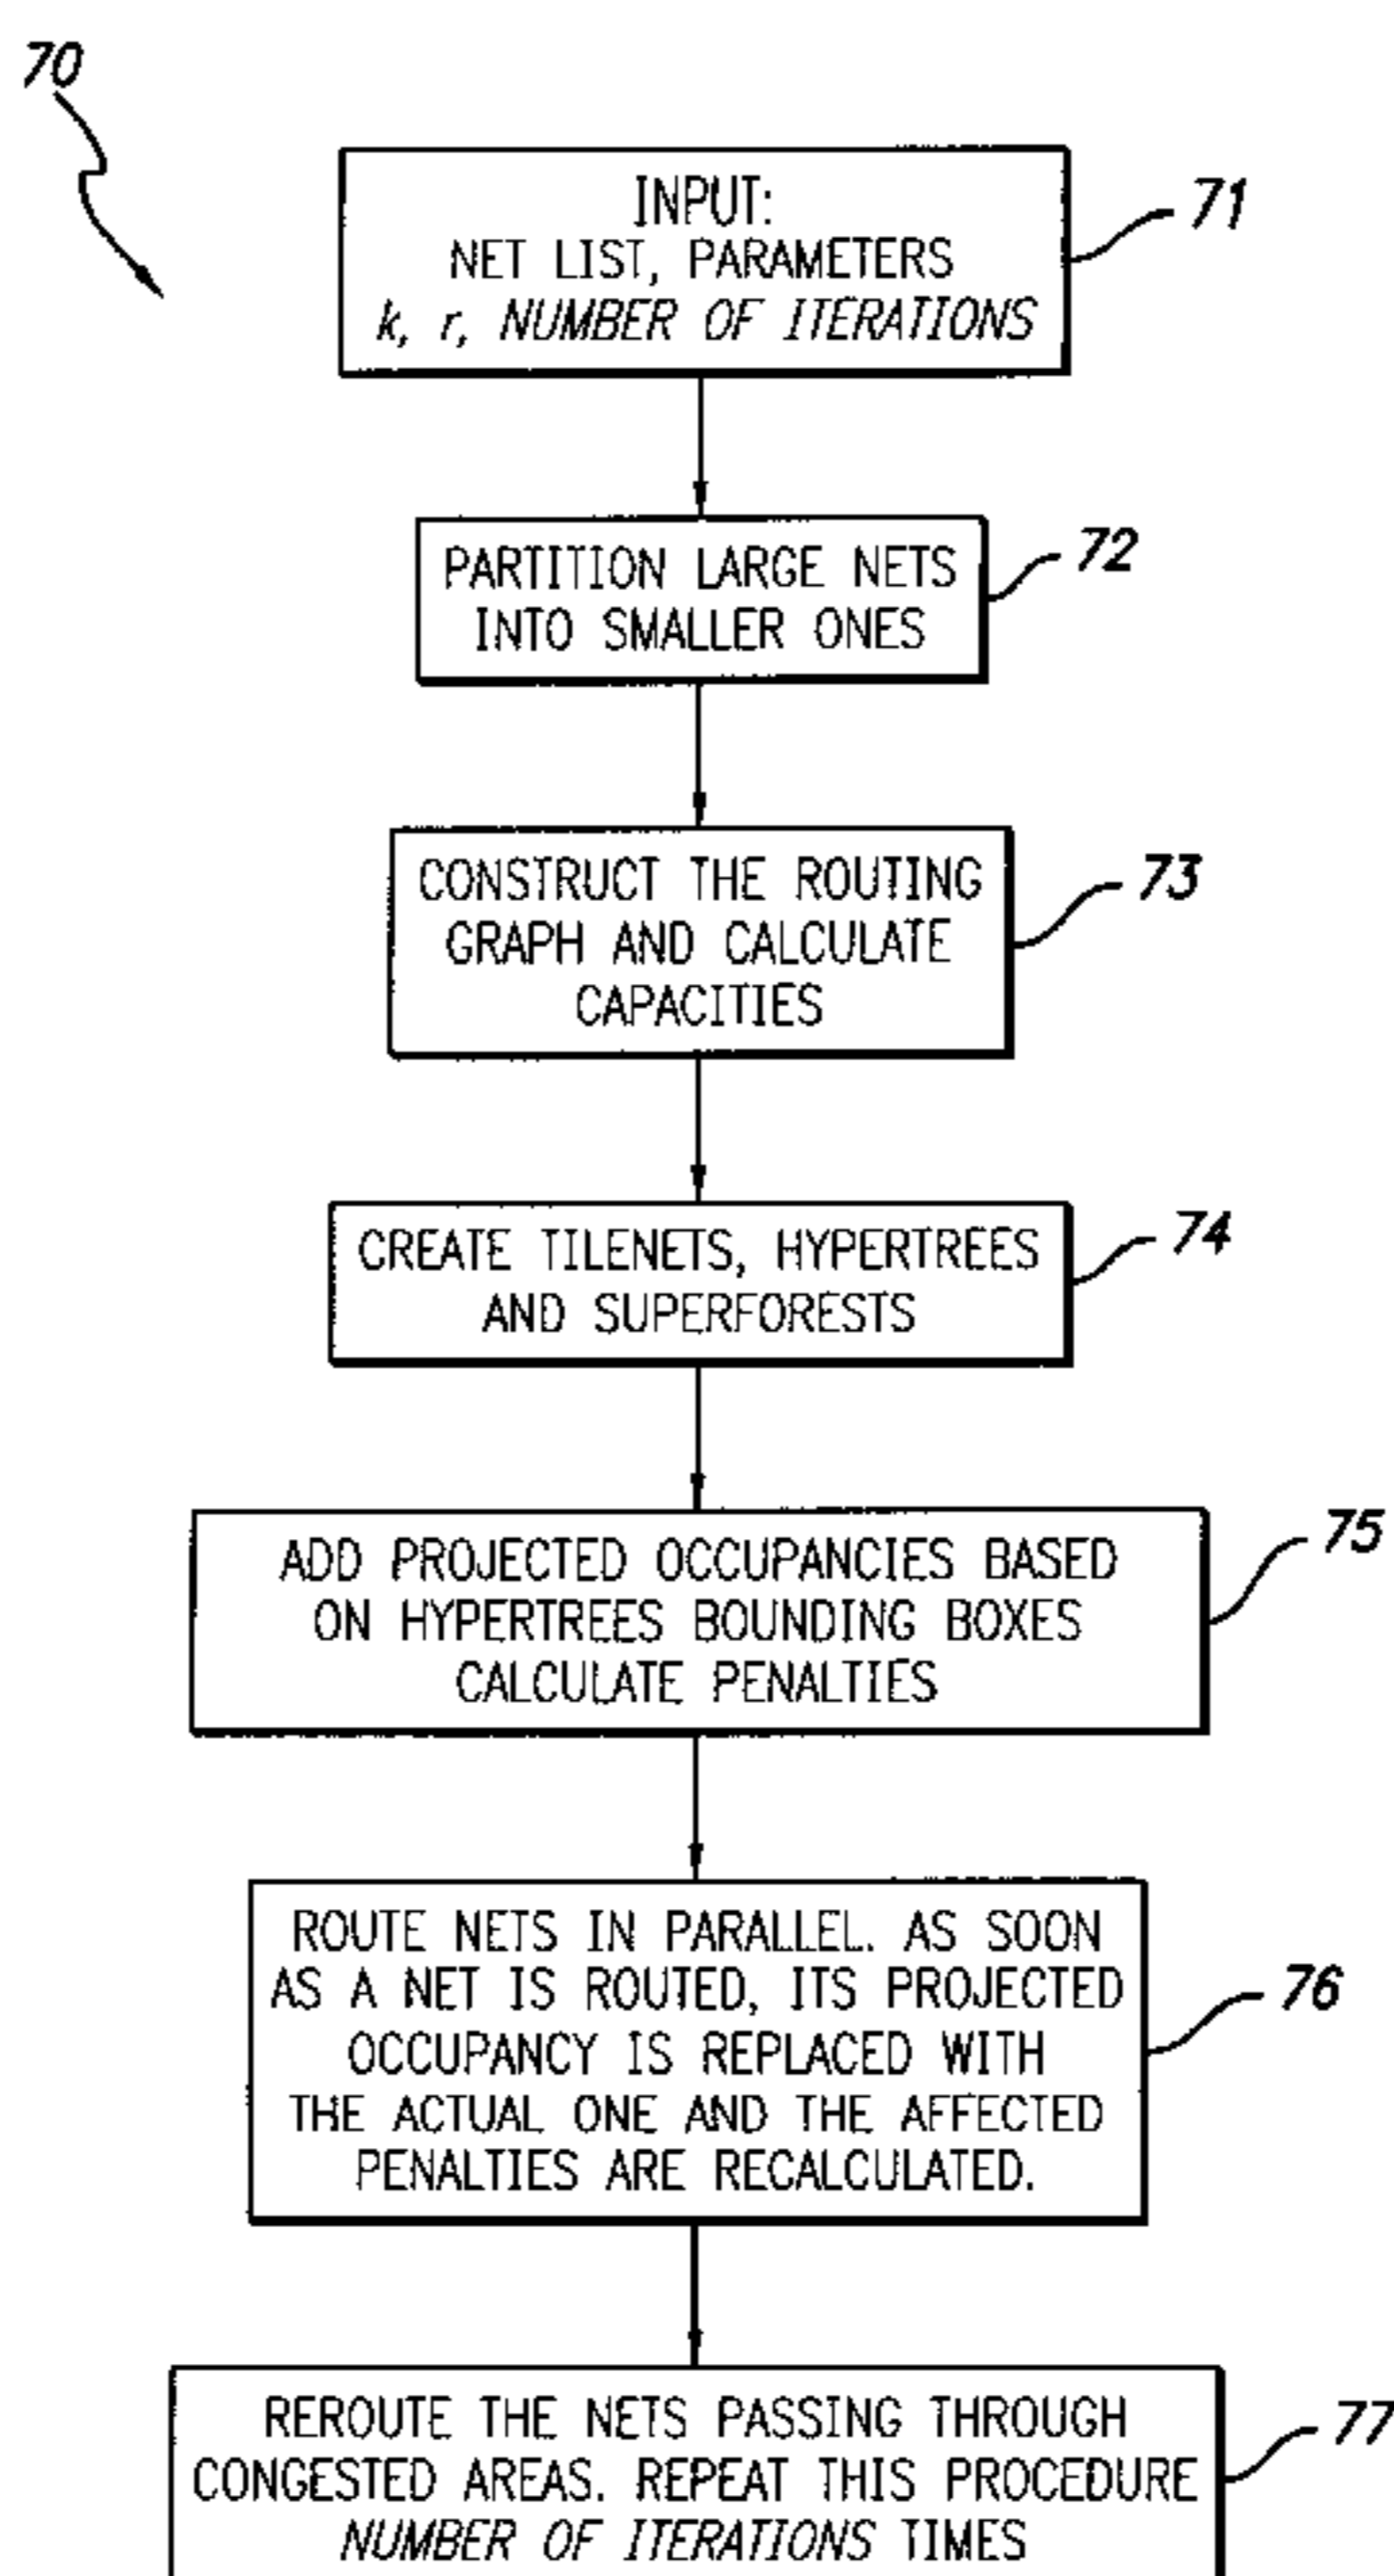 70
INPUT:
NET LIST, PARAMETERS
k, r, NUMBER OF ITERATIONS
71
PARTITION LARGE NETS
INTO SMALLER ONES
72
CONSTRUCT THE ROUTING
GRAPH AND CALCULATE
CAPACITIES
73
CREATE TILENETS, HYPERTREES
AND SUPERFORESTS
74
ADD PROJECTED OCCUPANCIES BASED
ON HYPERTREES BOUNDING BOXES
CALCULATE PENALTIES
75
ROUTE NETS IN PARALLEL. AS SOON
AS A NET IS ROUTED, ITS PROJECTED
OCCUPANCY IS REPLACED WITH
THE ACTUAL ONE AND THE AFFECTED
PENALTIES ARE RECALCULATED.
76
REROUTE THE NETS PASSING THROUGH
CONGESTED AREAS. REPEAT THIS PROCEDURE
NUMBER OF ITERATIONS TIMES
77